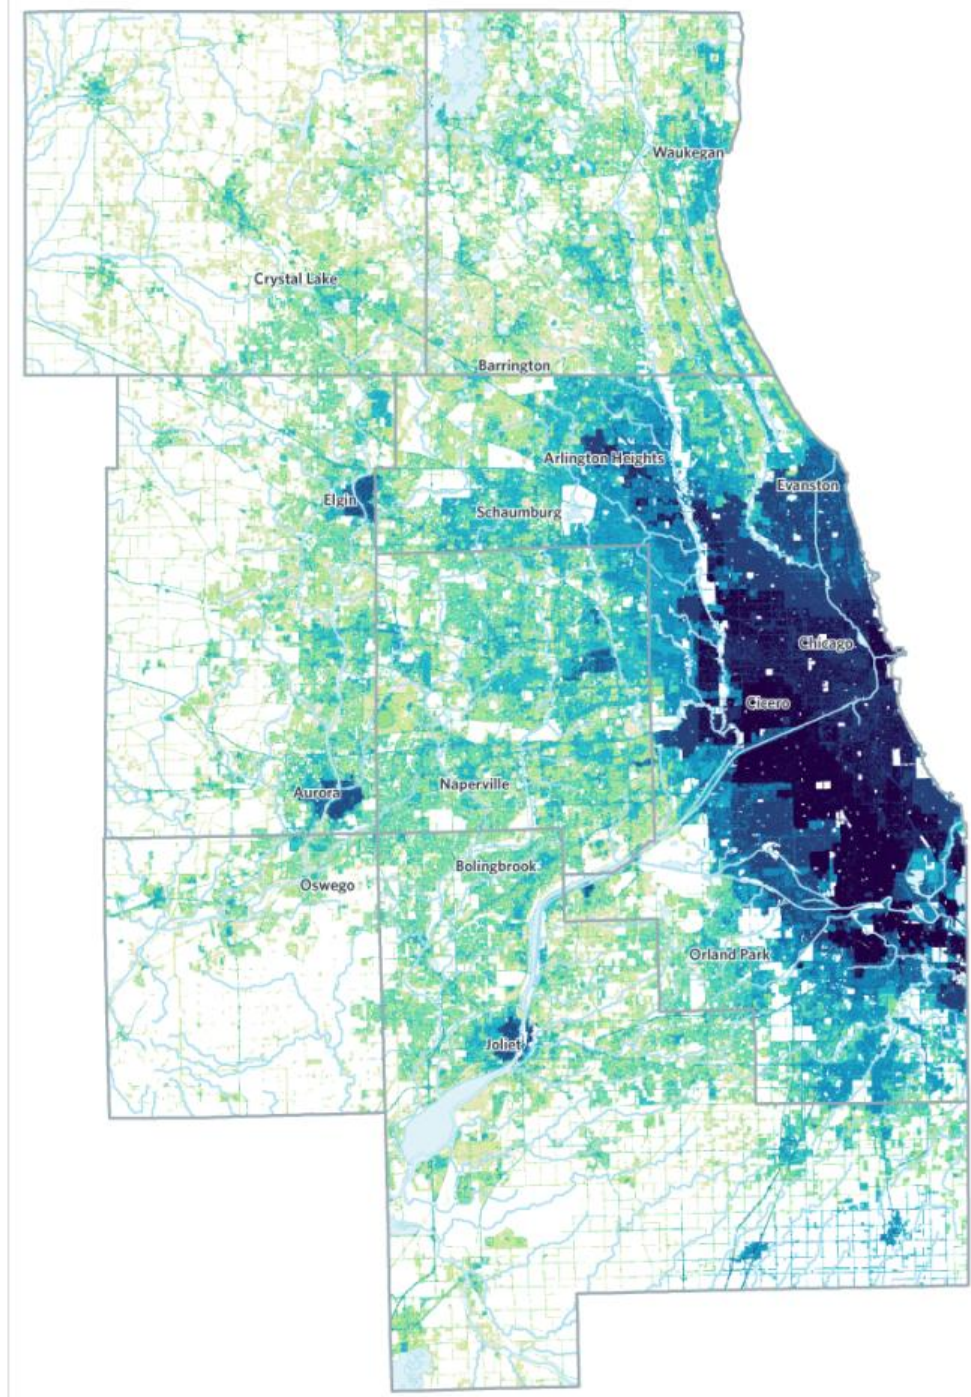 Waukegan
Crystal Lake
Barrington
Arlington Heights
Evanston
Elgin
Schaumburg
Chicago
Cicero
Naperville
Aurora
Bolingbrook
Oswego
Orland Park
Joliet